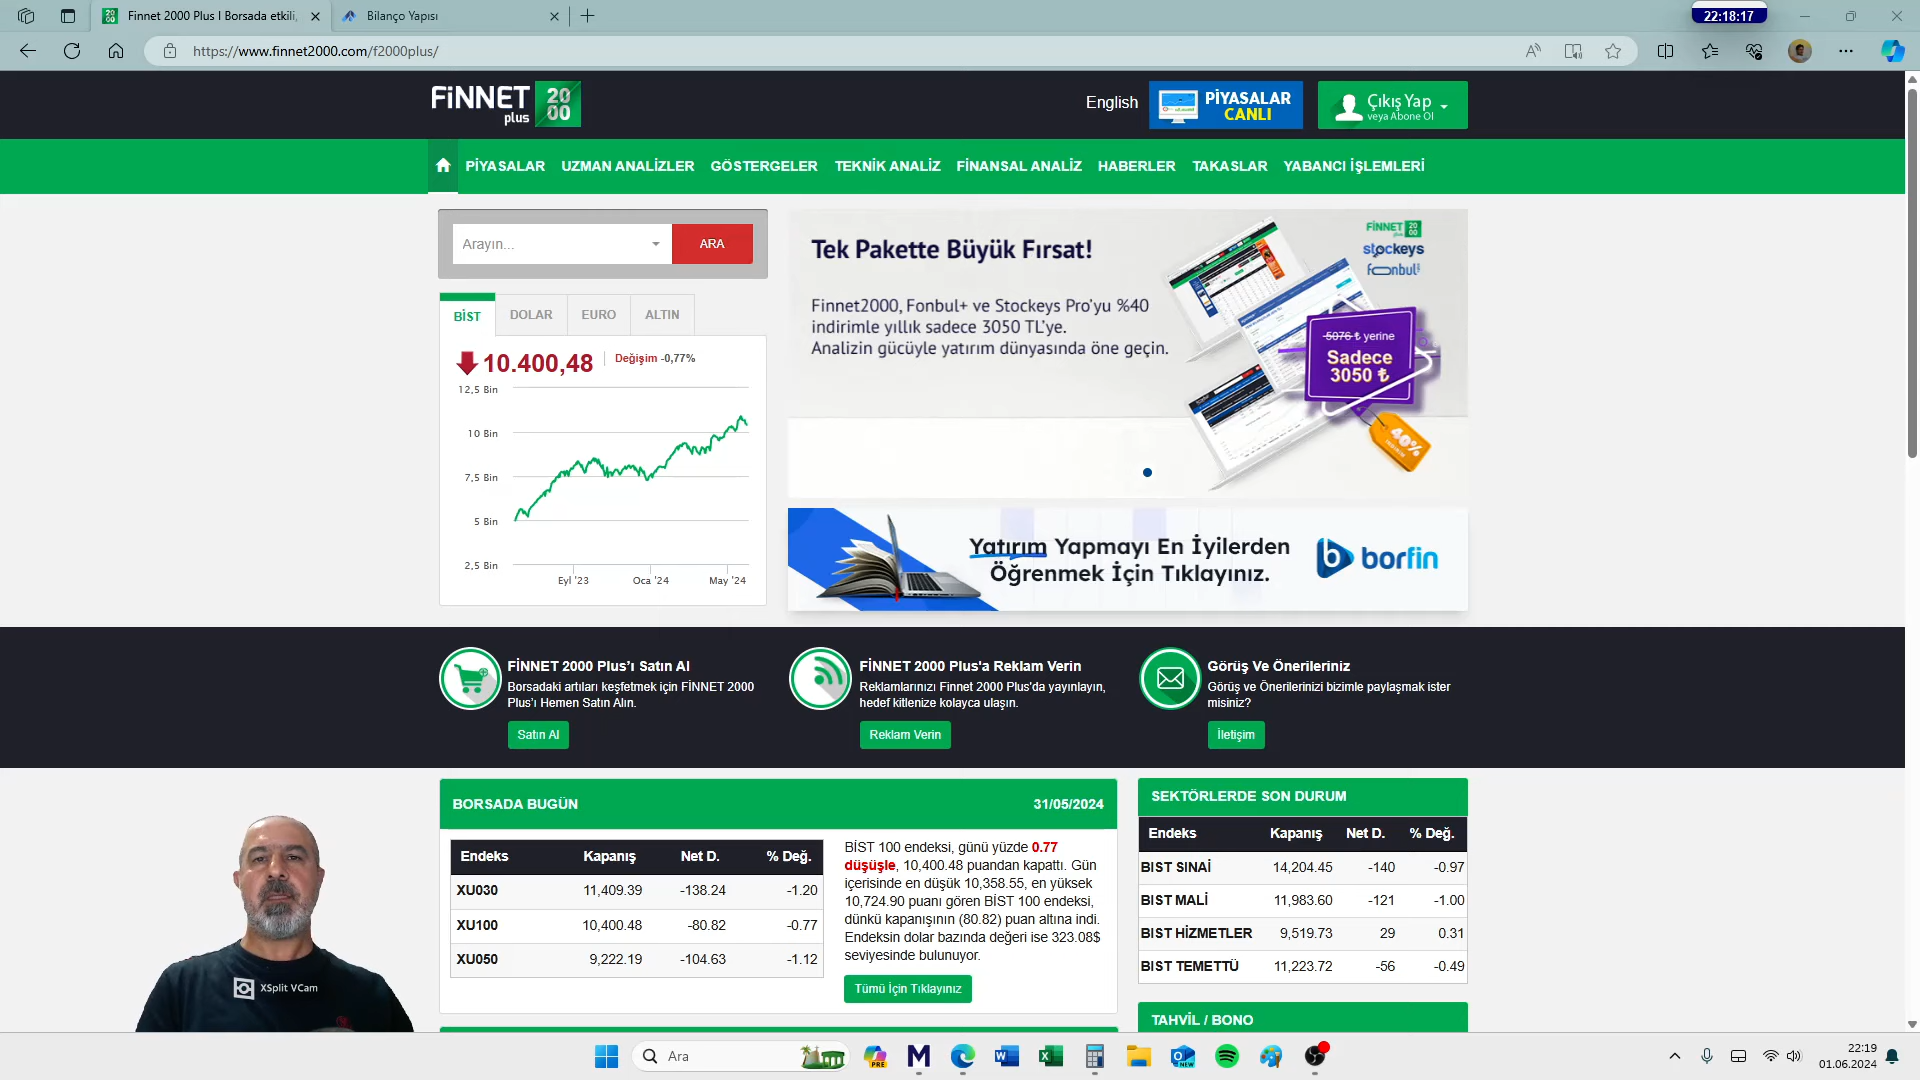 Finnet 2000 Plus I Borsada etkili,
Bilanço Yapısı
22:18:17
https://www.finnet2000.com/f2000plus/
FiNNET
plus
20
00
English
PİYASALAR
CANLI
Çıkış Yap
veya Abone Ol
PİYASALAR
UZMAN ANALİZLER
GÖSTERGELER
TEKNİK ANALİZ
FİNANSAL ANALİZ
HABERLER
TAKASLAR
YABANCI İŞLEMLERİ
Arayın...
ARA
BİST
DOLAR
EURO
ALTIN
10.400,48
Değişim -0,77%
12,5 Bin
10 Bin
7,5 Bin
5 Bin
2,5 Bin
Eyl '23
Oca '24
May '24
Tek Pakette Büyük Fırsat!
Finnet2000, Fonbul+ ve Stockeys Pro'yu %40
indirimle yıllık sadece 3050 TL'ye.
Analizin gücüyle yatırım dünyasında öne geçin.
FiNNET
20
00
stockeys
fonbul
5076 ₺ yerine
Sadece
3050 ₺
40%
Yatırım Yapmayı En İyilerden
Öğrenmek İçin Tıklayınız.
borfin
FİNNET 2000 Plus'ı Satın Al
Borsadaki artıları keşfetmek için FİNNET 2000
Plus'ı Hemen Satın Alın.
Satın Al
FİNNET 2000 Plus'a Reklam Verin
Reklamlarınızı Finnet 2000 Plus'da yayınlayın,
hedef kitlenize kolayca ulaşın.
Reklam Verin
Görüş Ve Önerileriniz
Görüş ve Önerilerinizi bizimle paylaşmak ister
misiniz?
İletişim
BORSADA BUGÜN
31/05/2024
Endeks Kapanış Net D. % Değ.
XU030 11,409.39 -138.24 -1.20
XU100 10,400.48 -80.82 -0.77
XU050 9,222.19 -104.63 -1.12
BİST 100 endeksi, günü yüzde 0.77
düşüşle, 10,400.48 puandan kapattı. Gün
içerisinde en düşük 10,358.55, en yüksek
10,724.90 puanı gören BİST 100 endeksi,
dünkü kapanışının (80.82) puan altına indi.
Endeksin dolar bazında değeri ise 323.08$
seviyesinde bulunuyor.
Tümü İçin Tıklayınız
SEKTÖRLERDE SON DURUM
Endeks Kapanış Net D. % Değ.
BIST SINAİ 14,204.45 -140 -0.97
BIST MALİ 11,983.60 -121 -1.00
BIST HİZMETLER 9,519.73 29 0.31
BIST TEMETTÜ 11,223.72 -56 -0.49
TAHVİL / BONO
XSplit VCam
Ara
PRE
NEW
22:19
01.06.2024